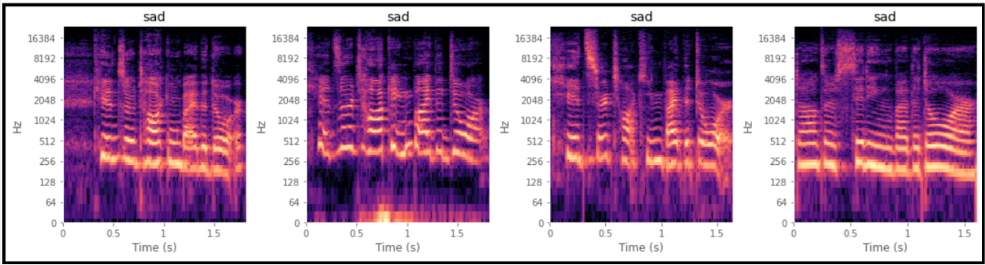 sad sad sad sad
16384 16384 16384 16384
8192 8192 8192 8192
4096 4096 4096 4096
2048 2048 2048 2048
Hz 1024 Hz 1024 Hz 1024 Hz 1024
512 512 512 512
256 256 256 256
128 128 128 128
64 64 64 64
0 0 0 0
0 0.5 1 1.5 0 0.5 1 1.5 0 0.5 1 1.5 0 0.5 1 1.5
Time (s) Time (s) Time (s) Time (s)